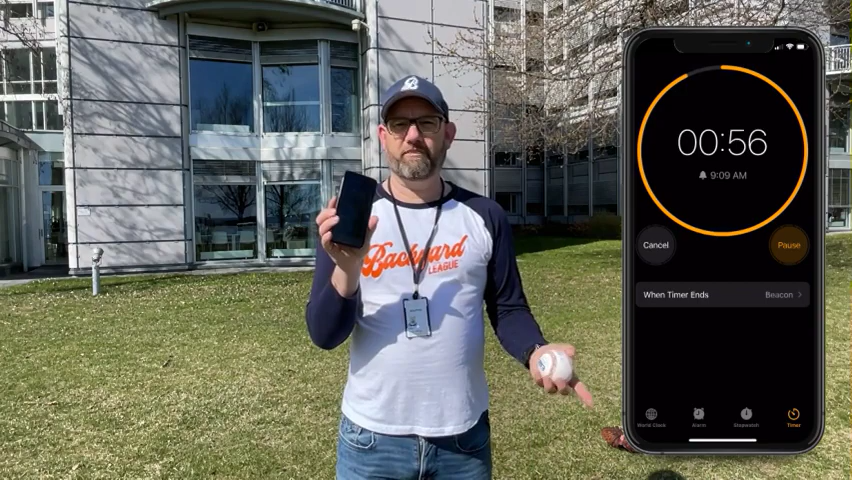 B
Backyard
LEAGUE
00:56
9:09 AM
Cancel
Pause
When Timer Ends
Beacon
World Clock
Alarm
Stopwatch
Timer